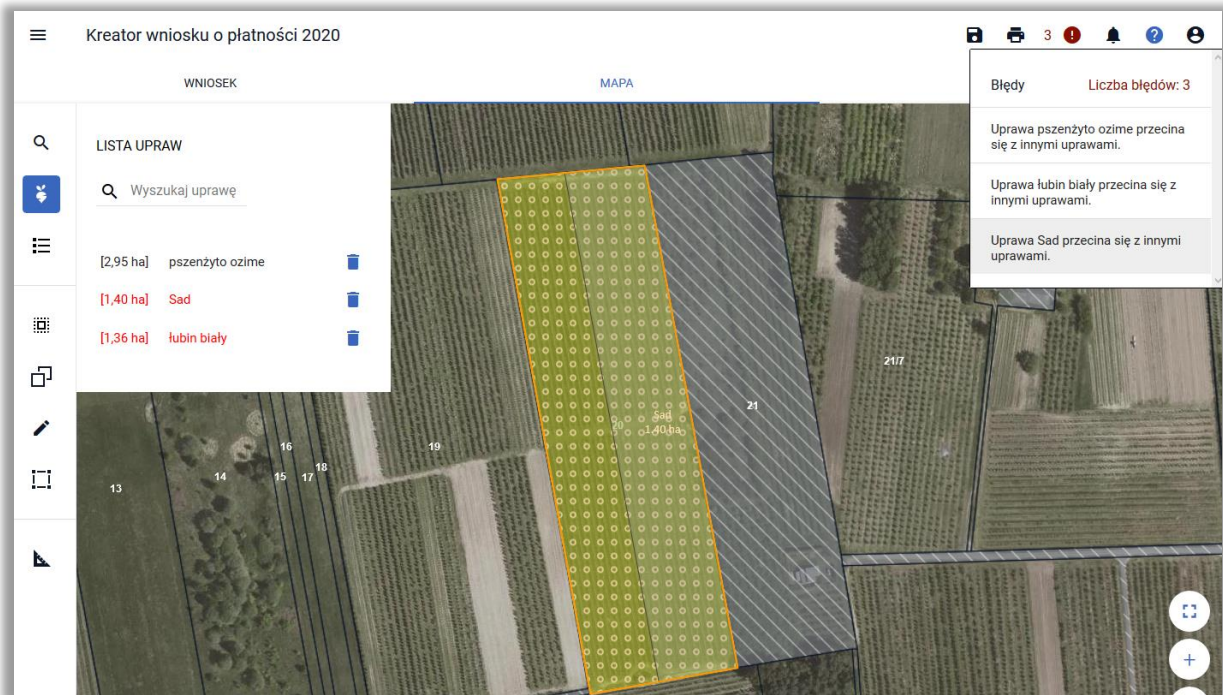 Kreator wniosku o płatności 2020
3
WNIOSEK
MAPA
Błędy
Liczba błędów: 3
Uprawa pszenżyto ozime przecina
się z innymi uprawami.
Uprawa łubin biały przecina się z
innymi uprawami.
Uprawa Sad przecina się z innymi
uprawami.
LISTA UPRAW
Wyszukaj uprawę
[2,95 ha] pszenżyto ozime
[1,40 ha] Sad
[1,36 ha] łubin biały
21/7
21
Sad
1,40 ha
20
19
16
18
14
15
17
13